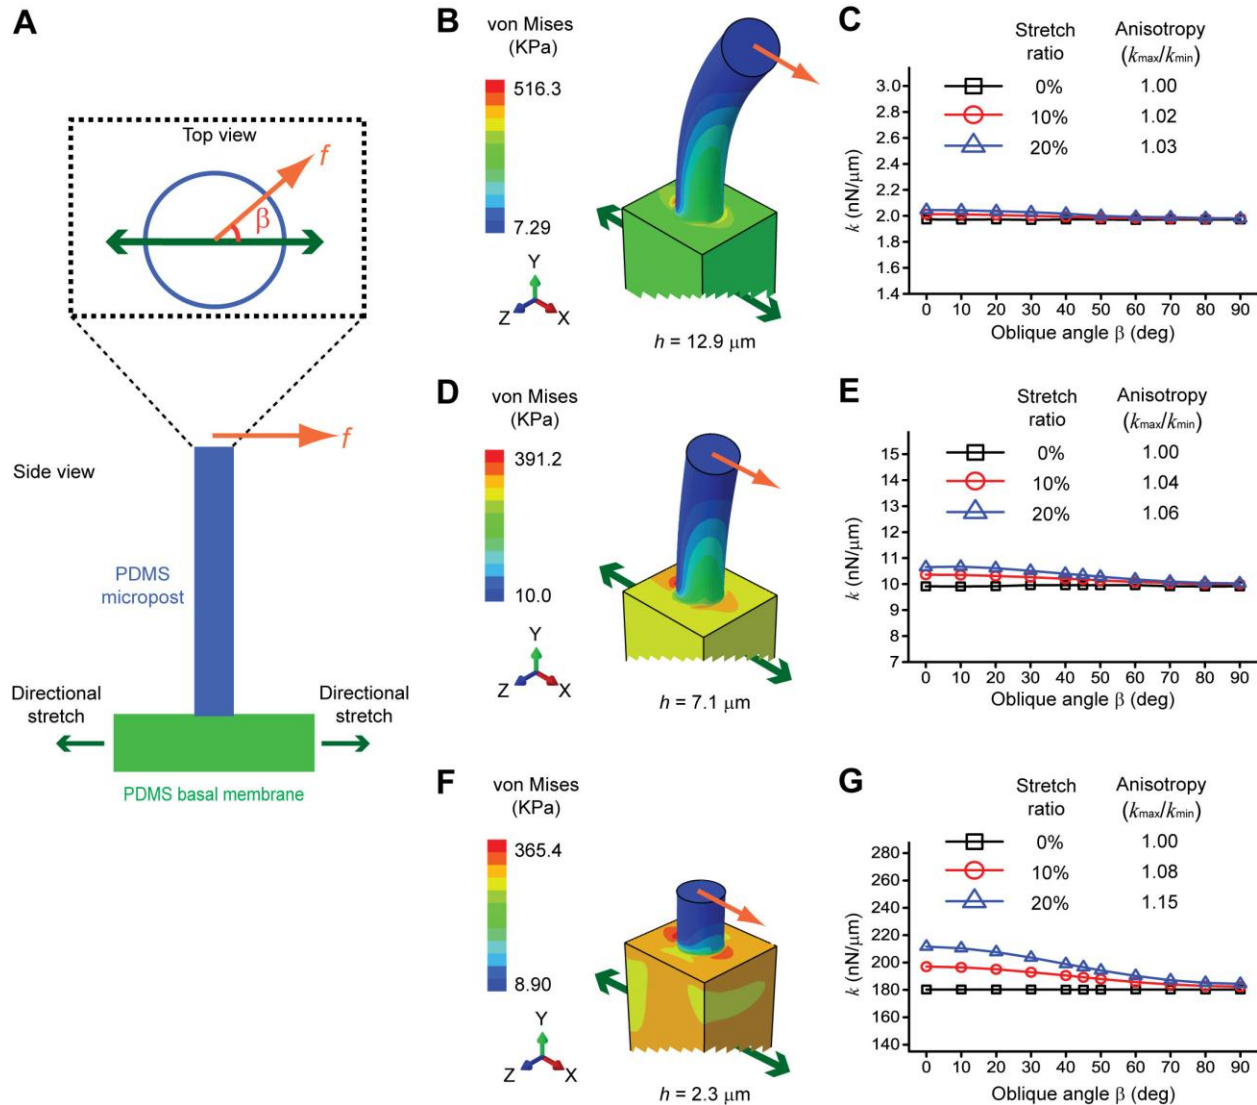 A
Top view
f
β
f
Side view
PDMS
micropost
Directional
stretch
Directional
stretch
PDMS basal membrane
B
von Mises
(KPa)
516.3
7.29
Y
Z
X
h = 12.9 μm
C
Stretch
ratio
Anisotropy
(kmax/kmin)
0%
1.00
10%
1.02
20%
1.03
k (nN/μm)
3.0
2.8
2.6
2.4
2.2
2.0
1.8
1.6
1.4
0 10 20 30 40 50 60 70 80 90
Oblique angle β (deg)
D
von Mises
(KPa)
391.2
10.0
Y
Z
X
h = 7.1 μm
E
Stretch
ratio
Anisotropy
(kmax/kmin)
0%
1.00
10%
1.04
20%
1.06
k (nN/μm)
15
14
13
12
11
10
9
8
7
0 10 20 30 40 50 60 70 80 90
Oblique angle β (deg)
F
von Mises
(KPa)
365.4
8.90
Y
Z
X
h = 2.3 μm
G
Stretch
ratio
Anisotropy
(kmax/kmin)
0%
1.00
10%
1.08
20%
1.15
k (nN/μm)
280
260
240
220
200
180
160
140
0 10 20 30 40 50 60 70 80 90
Oblique angle β (deg)